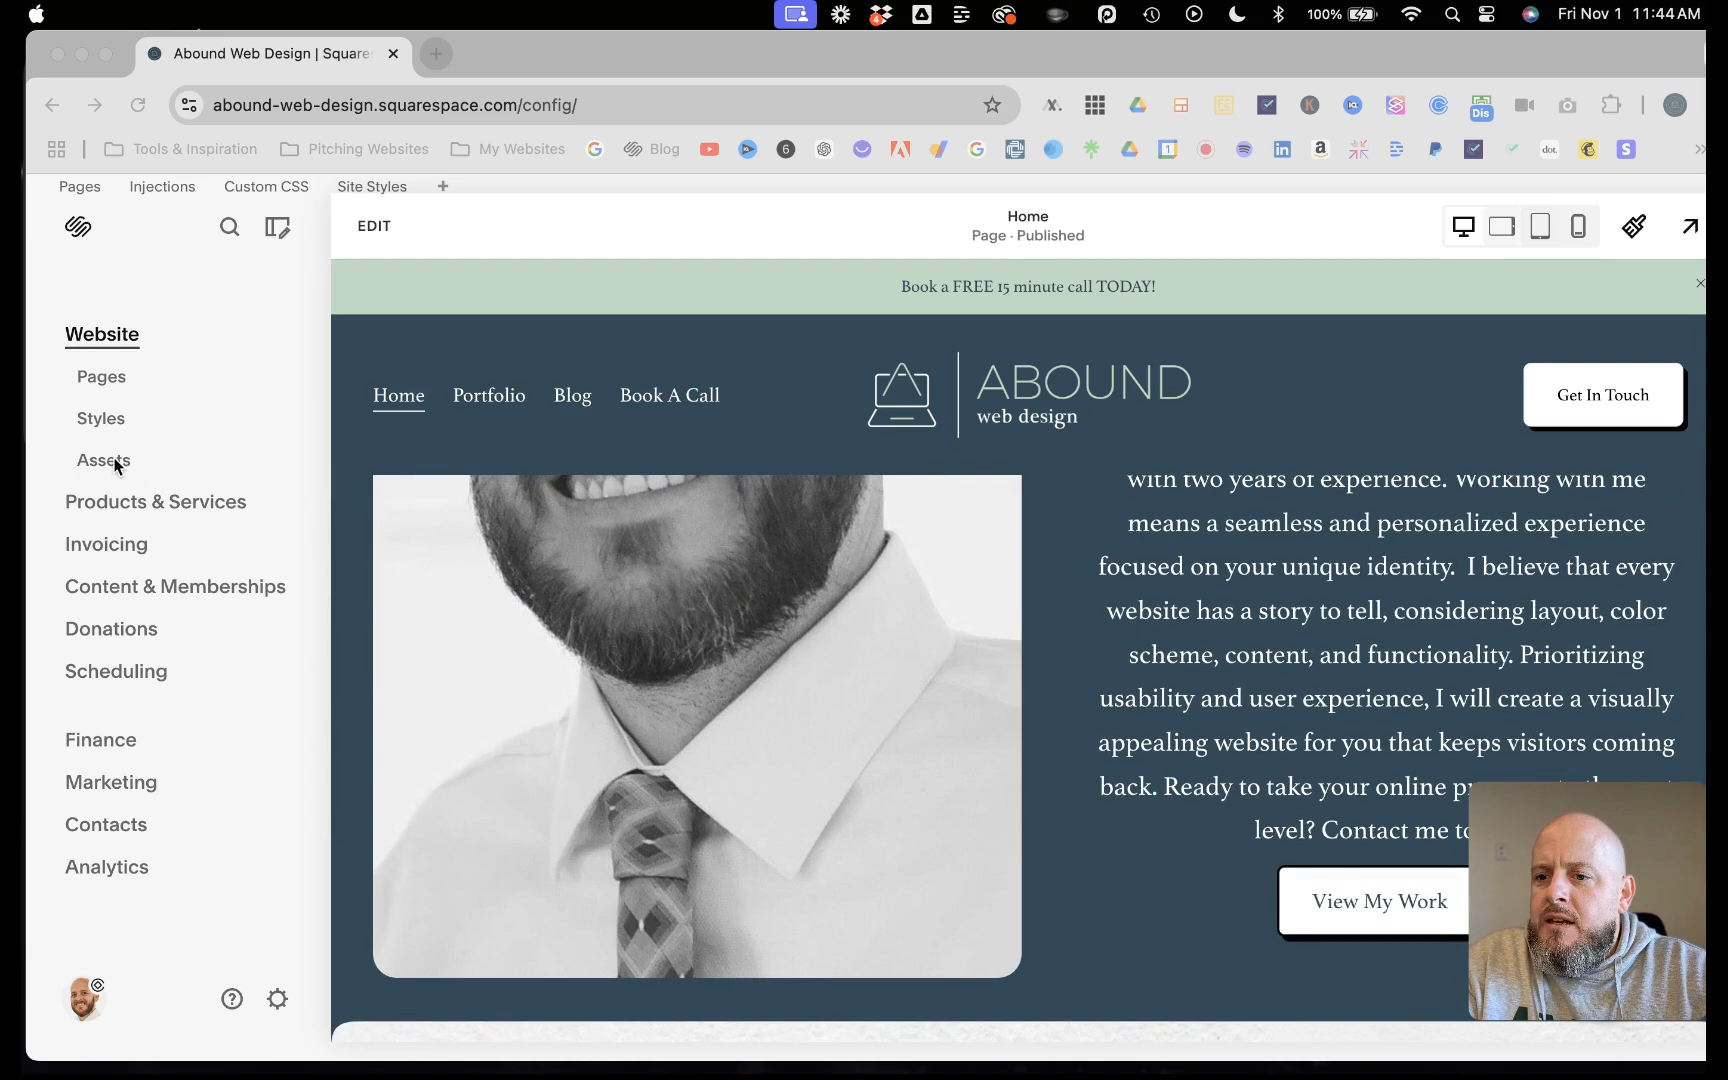 100%
Fri Nov 1 11:44 AM
4
Abound Web Design | Square
abound-web-design.squarespace.com/config/
Dis
Tools & Inspiration
Pitching Websites
My Websites
Blog
6
1
dot.
Pages
Injections
Custom CSS
Site Styles
EDIT
Home
Page · Published
Book a FREE 15 minute call TODAY!
Website
Pages
Styles
Assets
Products & Services
Invoicing
Content & Memberships
Donations
Scheduling
Finance
Marketing
Contacts
Analytics
Home
Portfolio
Blog
Book A Call
ABOUND
web design
Get In Touch
with two years of experience. Working with me
means a seamless and personalized experience
focused on your unique identity. I believe that every
website has a story to tell, considering layout, color
scheme, content, and functionality. Prioritizing
usability and user experience, I will create a visually
appealing website for you that keeps visitors coming
back. Ready to take your online
level? Contact me
View My Work